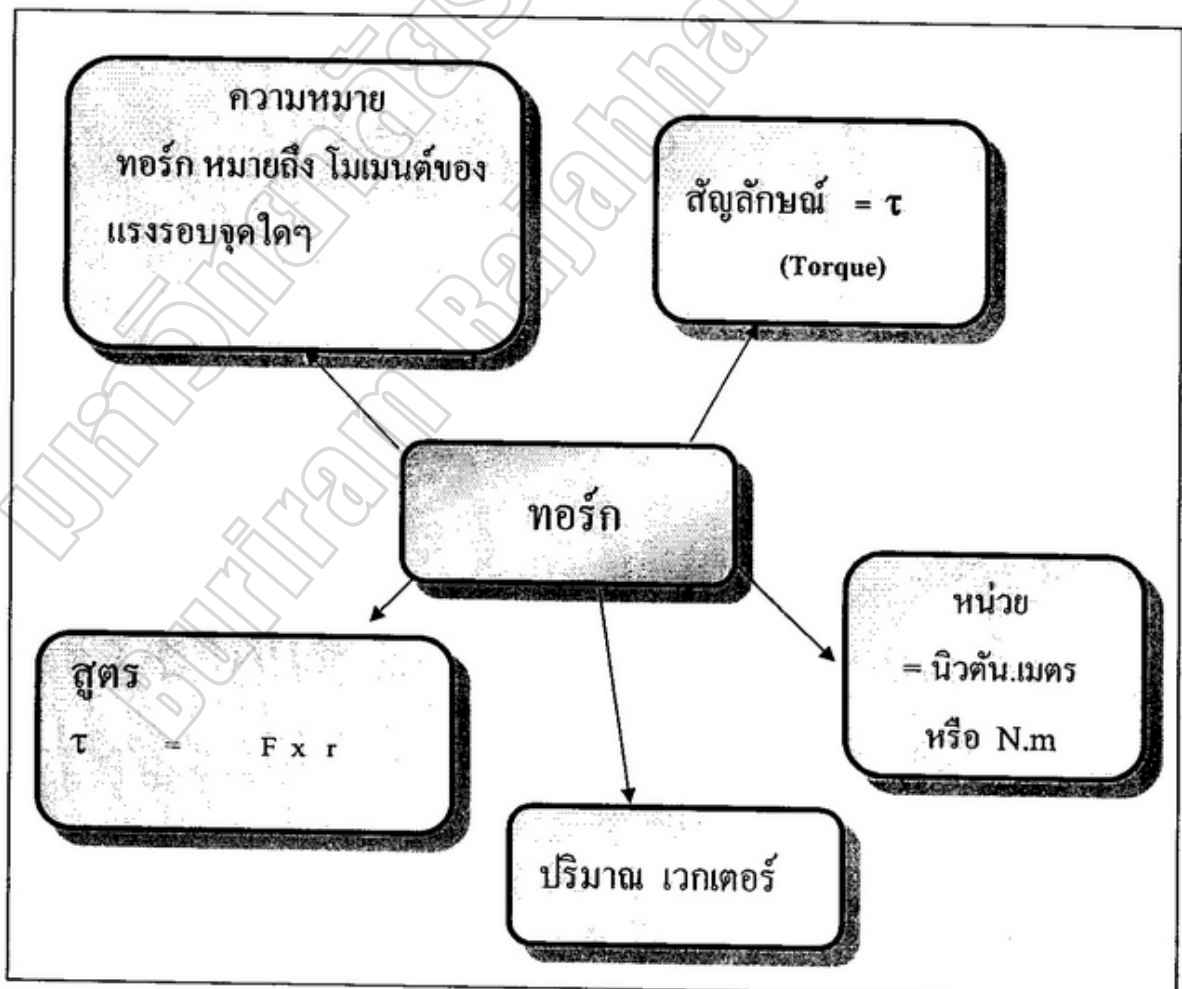 ความหมาย
ทอร์ก หมายถึง โมเมนต์ของ
แรงรอบจุดใดๆ
สัญลักษณ์ = τ
(Torque)
ทอร์ก
หน่วย
= นิวตัน.เมตร
หรือ N.m
สูตร
τ = F x r
ปริมาณ เวกเตอร์
Buriram Rajabha